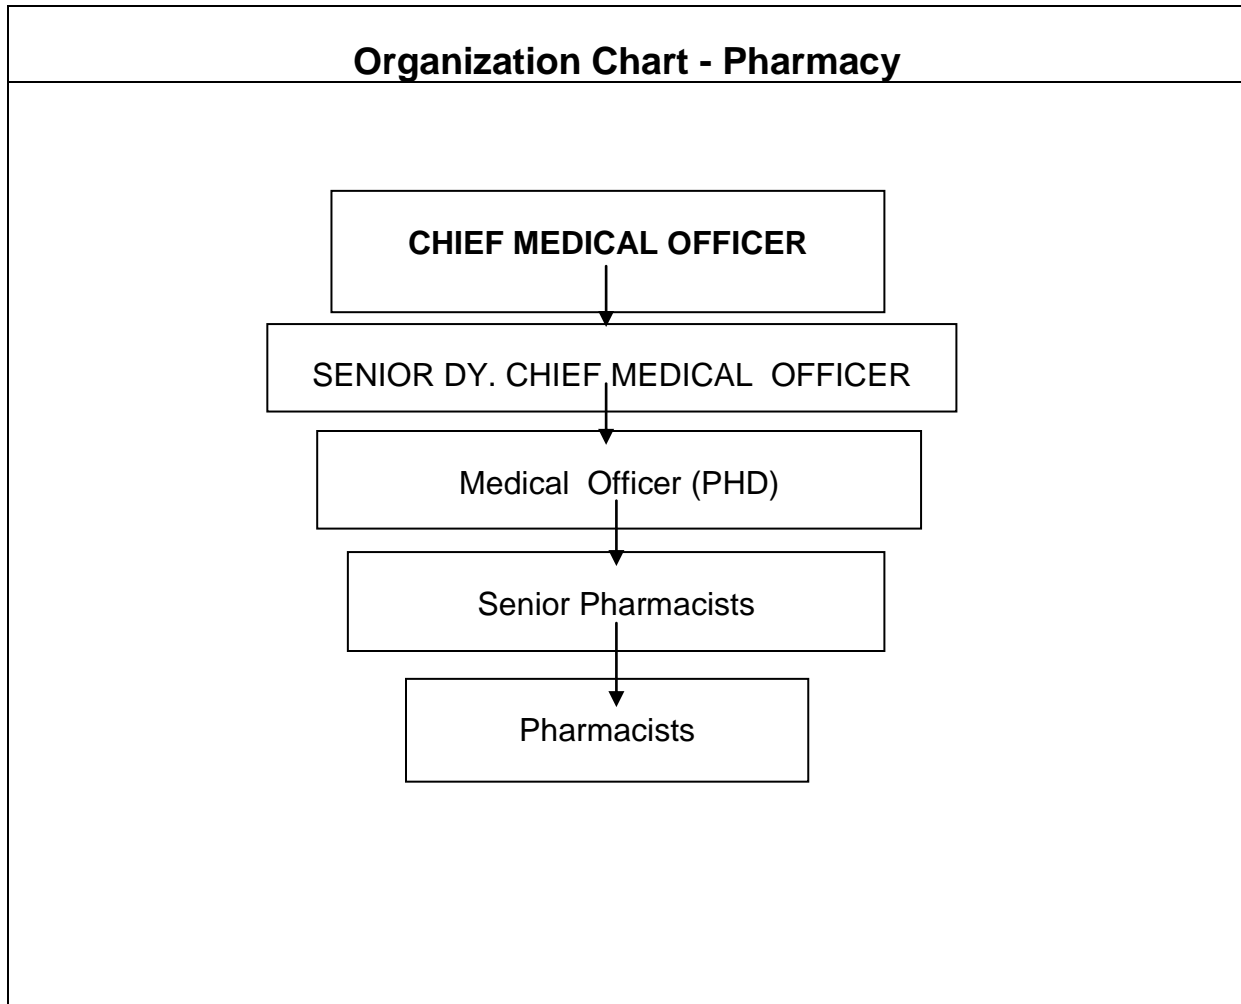 Organization Chart - Pharmacy
CHIEF MEDICAL OFFICER
SENIOR DY. CHIEF MEDICAL OFFICER
Medical Officer (PHD)
Senior Pharmacists
Pharmacists